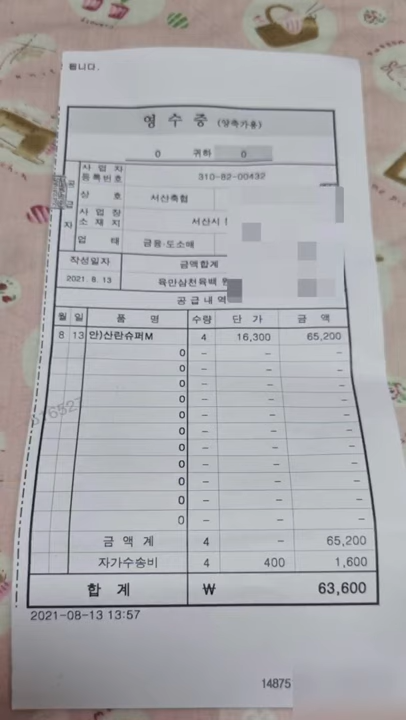 됩니다.
영 수 증 (양축가용)
0 귀하 0
공급자
사업자등록번호 310-82-00432
상 호 서산축협
사업장소재지 서산시
업 태 금융·도소매
작성일자 금액합계
2021. 8. 13 육만삼천육백
공 급 내 역
월 일 품 명 수량 단 가 금 액
8 13 안)산란슈퍼M 4 16,300 65,200
0 - - -
0 - - -
0 - - -
0 - - -
0 - - -
0 - - -
0 - - -
0 - - -
0 - - -
0 - - -
0 - - -
금 액 계 4 - 65,200
자가수송비 4 400 1,600
합 계 ₩ 63,600
2021-08-13 13:57
14875